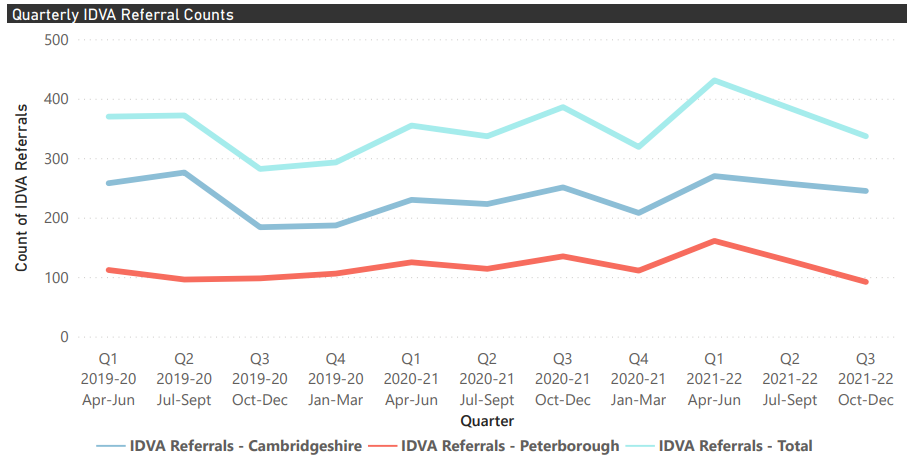 Quarterly IDVA Referral Counts
500
400
300
200
100
0
Count of IDVA Referrals
Q1 Q2 Q3 Q4 Q1 Q2 Q3 Q4 Q1 Q2 Q3
2019-20 2019-20 2019-20 2019-20 2020-21 2020-21 2020-21 2020-21 2021-22 2021-22 2021-22
Apr-Jun Jul-Sept Oct-Dec Jan-Mar Apr-Jun Jul-Sept Oct-Dec Jan-Mar Apr-Jun Jul-Sept Oct-Dec
Quarter
IDVA Referrals - Cambridgeshire IDVA Referrals - Peterborough IDVA Referrals - Total